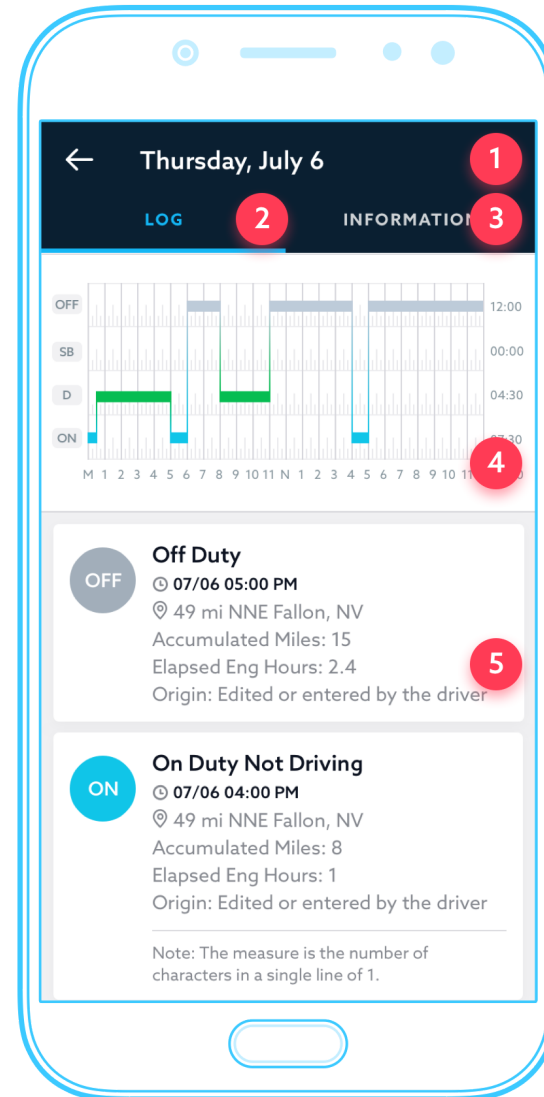 Thursday, July 6
1
LOG
2
INFORMATION
3
OFF
12:00
SB
00:00
D
04:30
ON
4
M 1 2 3 4 5 6 7 8 9 10 11 N 1 2 3 4 5 6 7 8 9 10
OFF
Off Duty
07/06 05:00 PM
49 mi NNE Fallon, NV
Accumulated Miles: 15
Elapsed Eng Hours: 2.4
5
Origin: Edited or entered by the driver
ON
On Duty Not Driving
07/06 04:00 PM
49 mi NNE Fallon, NV
Accumulated Miles: 8
Elapsed Eng Hours: 1
Origin: Edited or entered by the driver
Note: The measure is the number of
characters in a single line of 1.